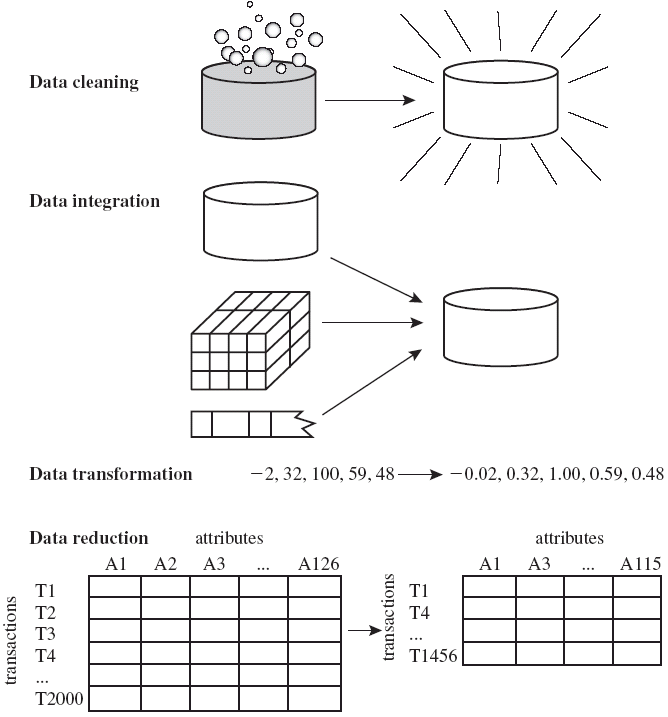 Data cleaning
Data integration
Data transformation −2, 32, 100, 59, 48 −0.02, 0.32, 1.00, 0.59, 0.48
Data reduction attributes attributes
A1 A2 A3 ... A126 A1 A3 ... A115
transactions
T1
T2
T3
T4
...
T2000
transactions
T1
T4
...
T1456